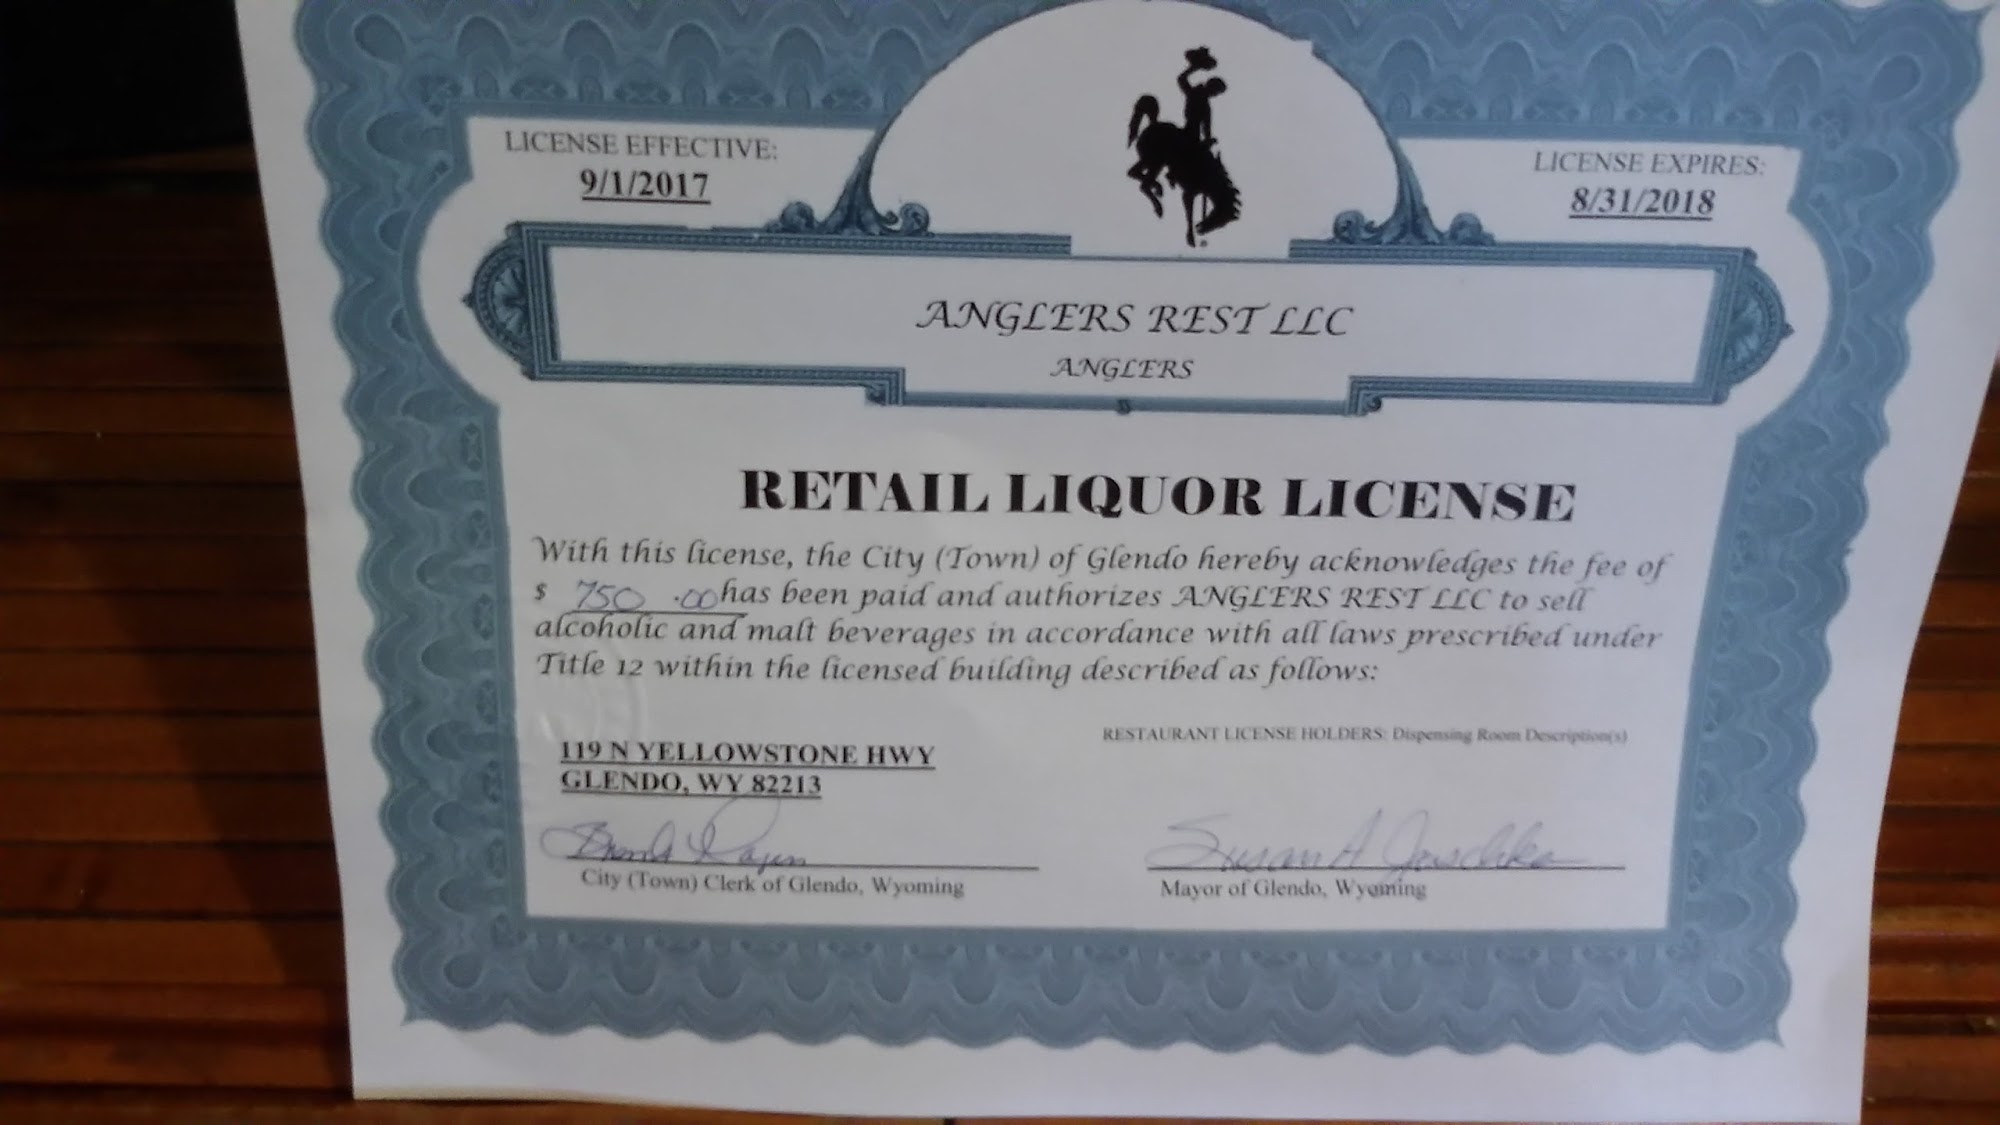 LICENSE EFFECTIVE:
9/1/2017
LICENSE EXPIRES:
8/31/2018
ANGLERS REST LLC
ANGLERS
RETAIL LIQUOR LICENSE
With this license, the City (Town) of Glendo hereby acknowledges the fee of
$ 750.00 has been paid and authorizes ANGLERS REST LLC to sell
alcoholic and malt beverages in accordance with all laws prescribed under
Title 12 within the licensed building described as follows:
119 N YELLOWSTONE HWY
GLENDO, WY 82213
RESTAURANT LICENSE HOLDERS: Dispensing Room Description(s)
City (Town) Clerk of Glendo, Wyoming
Susan A
Mayor of Glendo, Wyoming